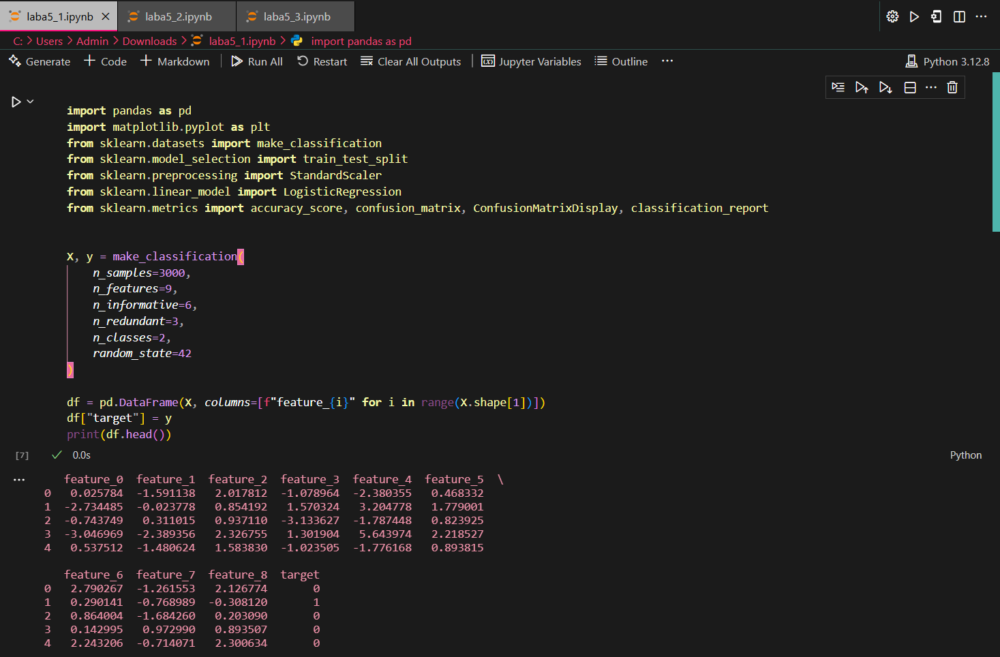 laba5_1.ipynb laba5_2.ipynb laba5_3.ipynb
C: > Users > Admin > Downloads > laba5_1.ipynb > import pandas as pd
Generate + Code + Markdown Run All Restart Clear All Outputs Jupyter Variables Outline ... Python 3.12.8
import pandas as pd
import matplotlib.pyplot as plt
from sklearn.datasets import make_classification
from sklearn.model_selection import train_test_split
from sklearn.preprocessing import StandardScaler
from sklearn.linear_model import LogisticRegression
from sklearn.metrics import accuracy_score, confusion_matrix, ConfusionMatrixDisplay, classification_report
X, y = make_classification(
    n_samples=3000,
    n_features=9,
    n_informative=6,
    n_redundant=3,
    n_classes=2,
    random_state=42
)
df = pd.DataFrame(X, columns=[f"feature_{i}" for i in range(X.shape[1])])
df["target"] = y
print(df.head())
[7] 0.0s Python
... feature_0 feature_1 feature_2 feature_3 feature_4 feature_5 \
0 0.025784 -1.591138 2.017812 -1.078964 -2.380355 0.468332
1 -2.734485 -0.023778 0.854192 1.570324 3.204778 1.779001
2 -0.743749 0.311015 0.937110 -3.133627 -1.787448 0.823925
3 -3.046969 -2.389356 2.326755 1.301904 5.643974 2.218527
4 0.537512 -1.480624 1.583830 -1.023505 -1.776168 0.893815
feature_6 feature_7 feature_8 target
0 2.790267 -1.261553 2.126774 0
1 0.290141 -0.768989 -0.308120 1
2 0.864004 -1.684260 0.203090 0
3 0.142995 0.972990 0.893507 0
4 2.243206 -0.714071 2.300634 0